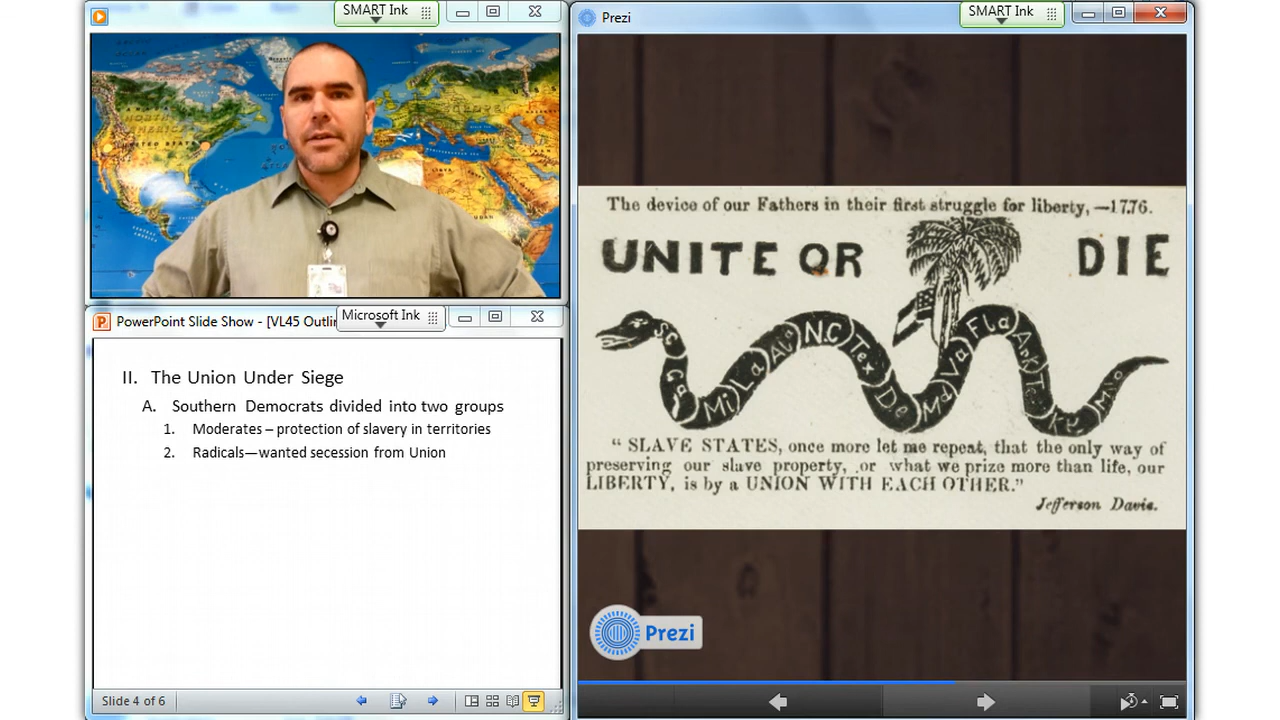 SMART Ink
Prezi
SMART Ink
The device of our Fathers in their first struggle for liberty,—1776.
UNITE OR DIE
SC
Mi
La
Ala
N.C
Tex
De
Md
Va
Fla
Ark
Te
Ky
Mo
“ SLAVE STATES, once more let me repeat, that the only way of
preserving our slave property, or what we prize more than life, our
LIBERTY, is by a UNION WITH EACH OTHER.”
Jefferson Davis.
Prezi
PowerPoint Slide Show - [VL45 Outlin
Microsoft Ink
II. The Union Under Siege
A. Southern Democrats divided into two groups
1. Moderates – protection of slavery in territories
2. Radicals—wanted secession from Union
Slide 4 of 6